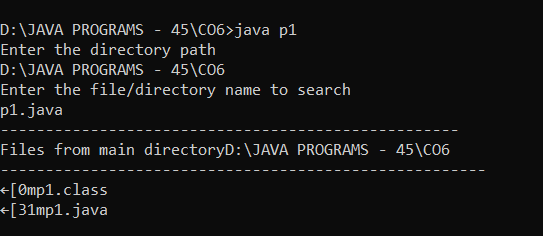 D:\JAVA PROGRAMS - 45\CO6>java p1
Enter the directory path
D:\JAVA PROGRAMS - 45\CO6
Enter the file/directory name to search
p1.java
---------------------------------------------------
Files from main directoryD:\JAVA PROGRAMS - 45\CO6
------------------------------------------------------
←[0mp1.class
←[31mp1.java